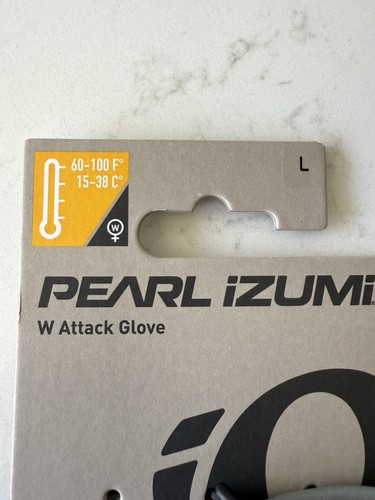 60-100 F°
15-38 C°
L
W
PEARL iZUMi
W Attack Glove